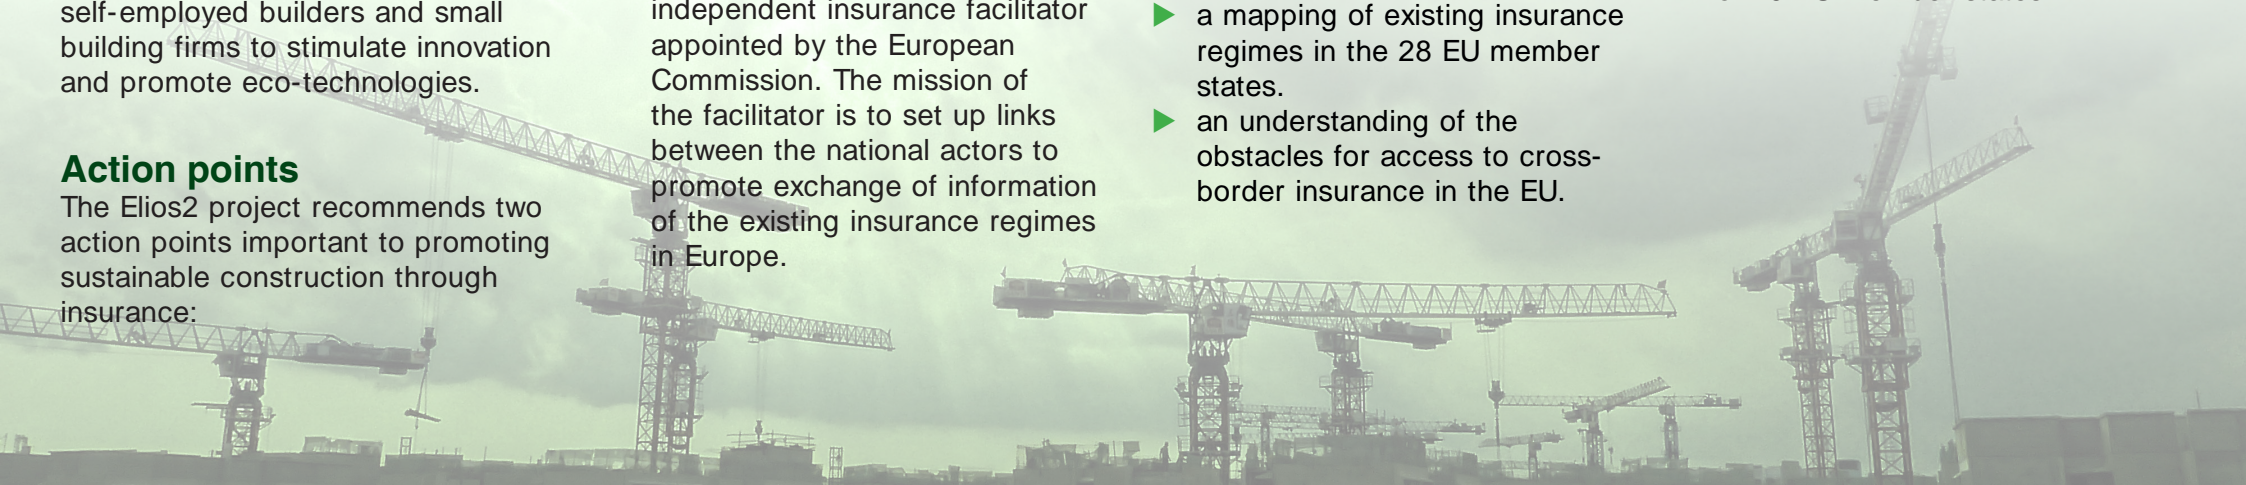 self-employed builders and small
building firms to stimulate innovation
and promote eco-technologies.
Action points
The Elios2 project recommends two
action points important to promoting
sustainable construction through
insurance:
independent insurance facilitator
appointed by the European
Commission. The mission of
the facilitator is to set up links
between the national actors to
promote exchange of information
of the existing insurance regimes
in Europe.
a mapping of existing insurance
regimes in the 28 EU member
states.
an understanding of the
obstacles for access to cross-
border insurance in the EU.